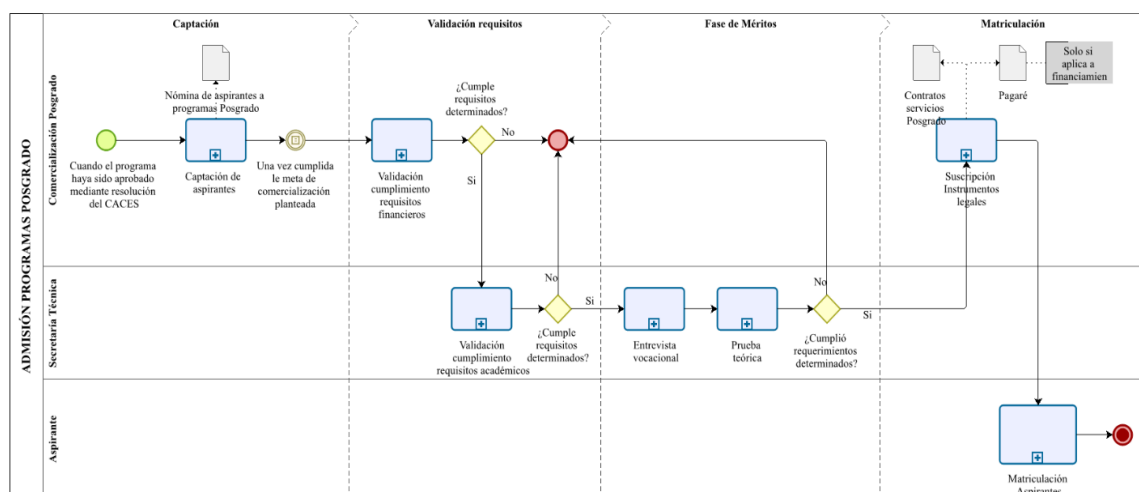 ADMISIÓN PROGRAMAS POSGRADO
Captación
Validación requisitos
Fase de Méritos
Matriculación
Comercialización Posgrado
Nómina de aspirantes a
programas Posgrado
Cuando el programa
haya sido aprobado
mediante resolución
del CACES
Captación de
aspirantes
Una vez cumplida
le meta de
comercialización
planteada
Validación
cumplimiento
requisitos
financieros
¿Cumple
requisitos
determinados?
No
Si
Contratos
servicios
Posgrado
Pagaré
Solo si
aplica a
financiamien
Suscripción
Instrumentos
legales
Secretaría Técnica
Validación
cumplimiento
requisitos académicos
No
Si
¿Cumple
requisitos
determinados?
Entrevista
vocacional
Prueba
teórica
No
Si
¿Cumplió
requerimientos
determinados?
Aspirante
Matriculación
Aspirantes